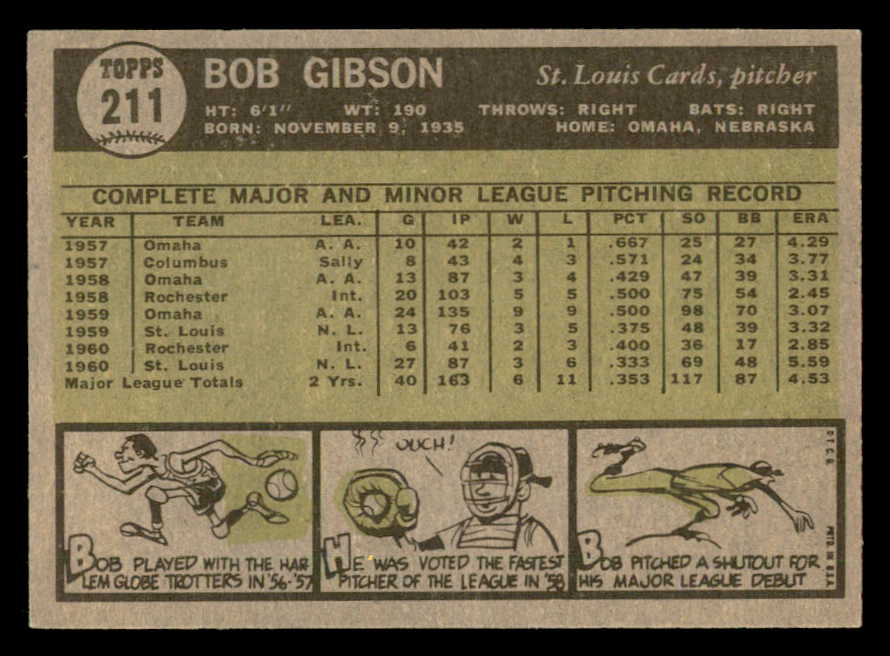 TOPPS
211
BOB GIBSON St. Louis Cards, pitcher
HT: 6'1" WT: 190 THROWS: RIGHT BATS: RIGHT
BORN: NOVEMBER 9, 1935 HOME: OMAHA, NEBRASKA
COMPLETE MAJOR AND MINOR LEAGUE PITCHING RECORD
YEAR TEAM LEA. G IP W L PCT SO BB ERA
1957 Omaha A. A. 10 42 2 1 .667 25 27 4.29
1957 Columbus Sally 8 43 4 3 .571 24 34 3.77
1958 Omaha A. A. 13 87 3 4 .429 47 39 3.31
1958 Rochester Int. 20 103 5 5 .500 75 54 2.45
1959 Omaha A. A. 24 135 9 9 .500 98 70 3.07
1959 St. Louis N. L. 13 76 3 5 .375 48 39 3.32
1960 Rochester Int. 6 41 2 3 .400 36 17 2.85
1960 St. Louis N. L. 27 87 3 6 .333 69 48 5.59
Major League Totals 2 Yrs. 40 163 6 11 .353 117 87 4.53
BOB PLAYED WITH THE HAR
LEM GLOBE TROTTERS IN '56-'57
OUCH!
HE WAS VOTED THE FASTEST
PITCHER OF THE LEAGUE IN '58
BOB PITCHED A SHUTOUT FOR
HIS MAJOR LEAGUE DEBUT
©T.C.G. PRTD. IN U.S.A.